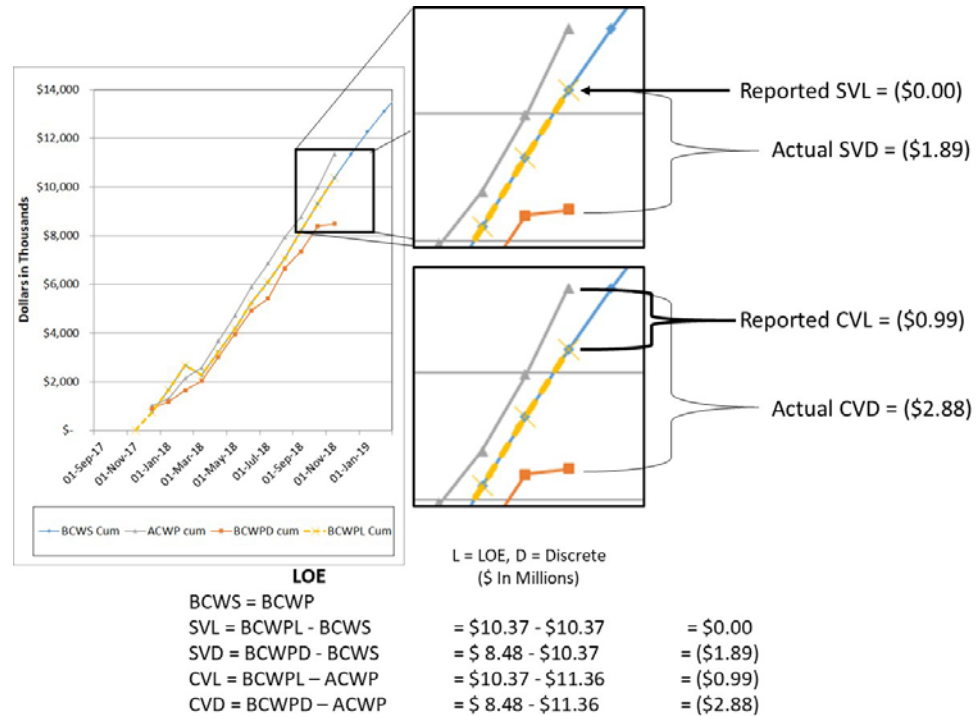 $14,000
$12,000
$10,000
$8,000
$6,000
$4,000
$2,000
$-
Dollars in Thousands
01-Sep-17
01-Nov-17
01-Jan-18
01-Mar-18
01-May-18
01-Jul-18
01-Sep-18
01-Nov-18
01-Jan-19
BCWS Cum
ACWP cum
BCWPD cum
BCWPL Cum
Reported SVL = ($0.00)
Actual SVD = ($1.89)
Reported CVL = ($0.99)
Actual CVD = ($2.88)
L = LOE, D = Discrete
($ In Millions)
LOE
BCWS = BCWP
SVL = BCWPL - BCWS = $10.37 - $10.37 = $0.00
SVD = BCWPD - BCWS = $ 8.48 - $10.37 = ($1.89)
CVL = BCWPL – ACWP = $10.37 - $11.36 = ($0.99)
CVD = BCWPD – ACWP = $ 8.48 - $11.36 = ($2.88)